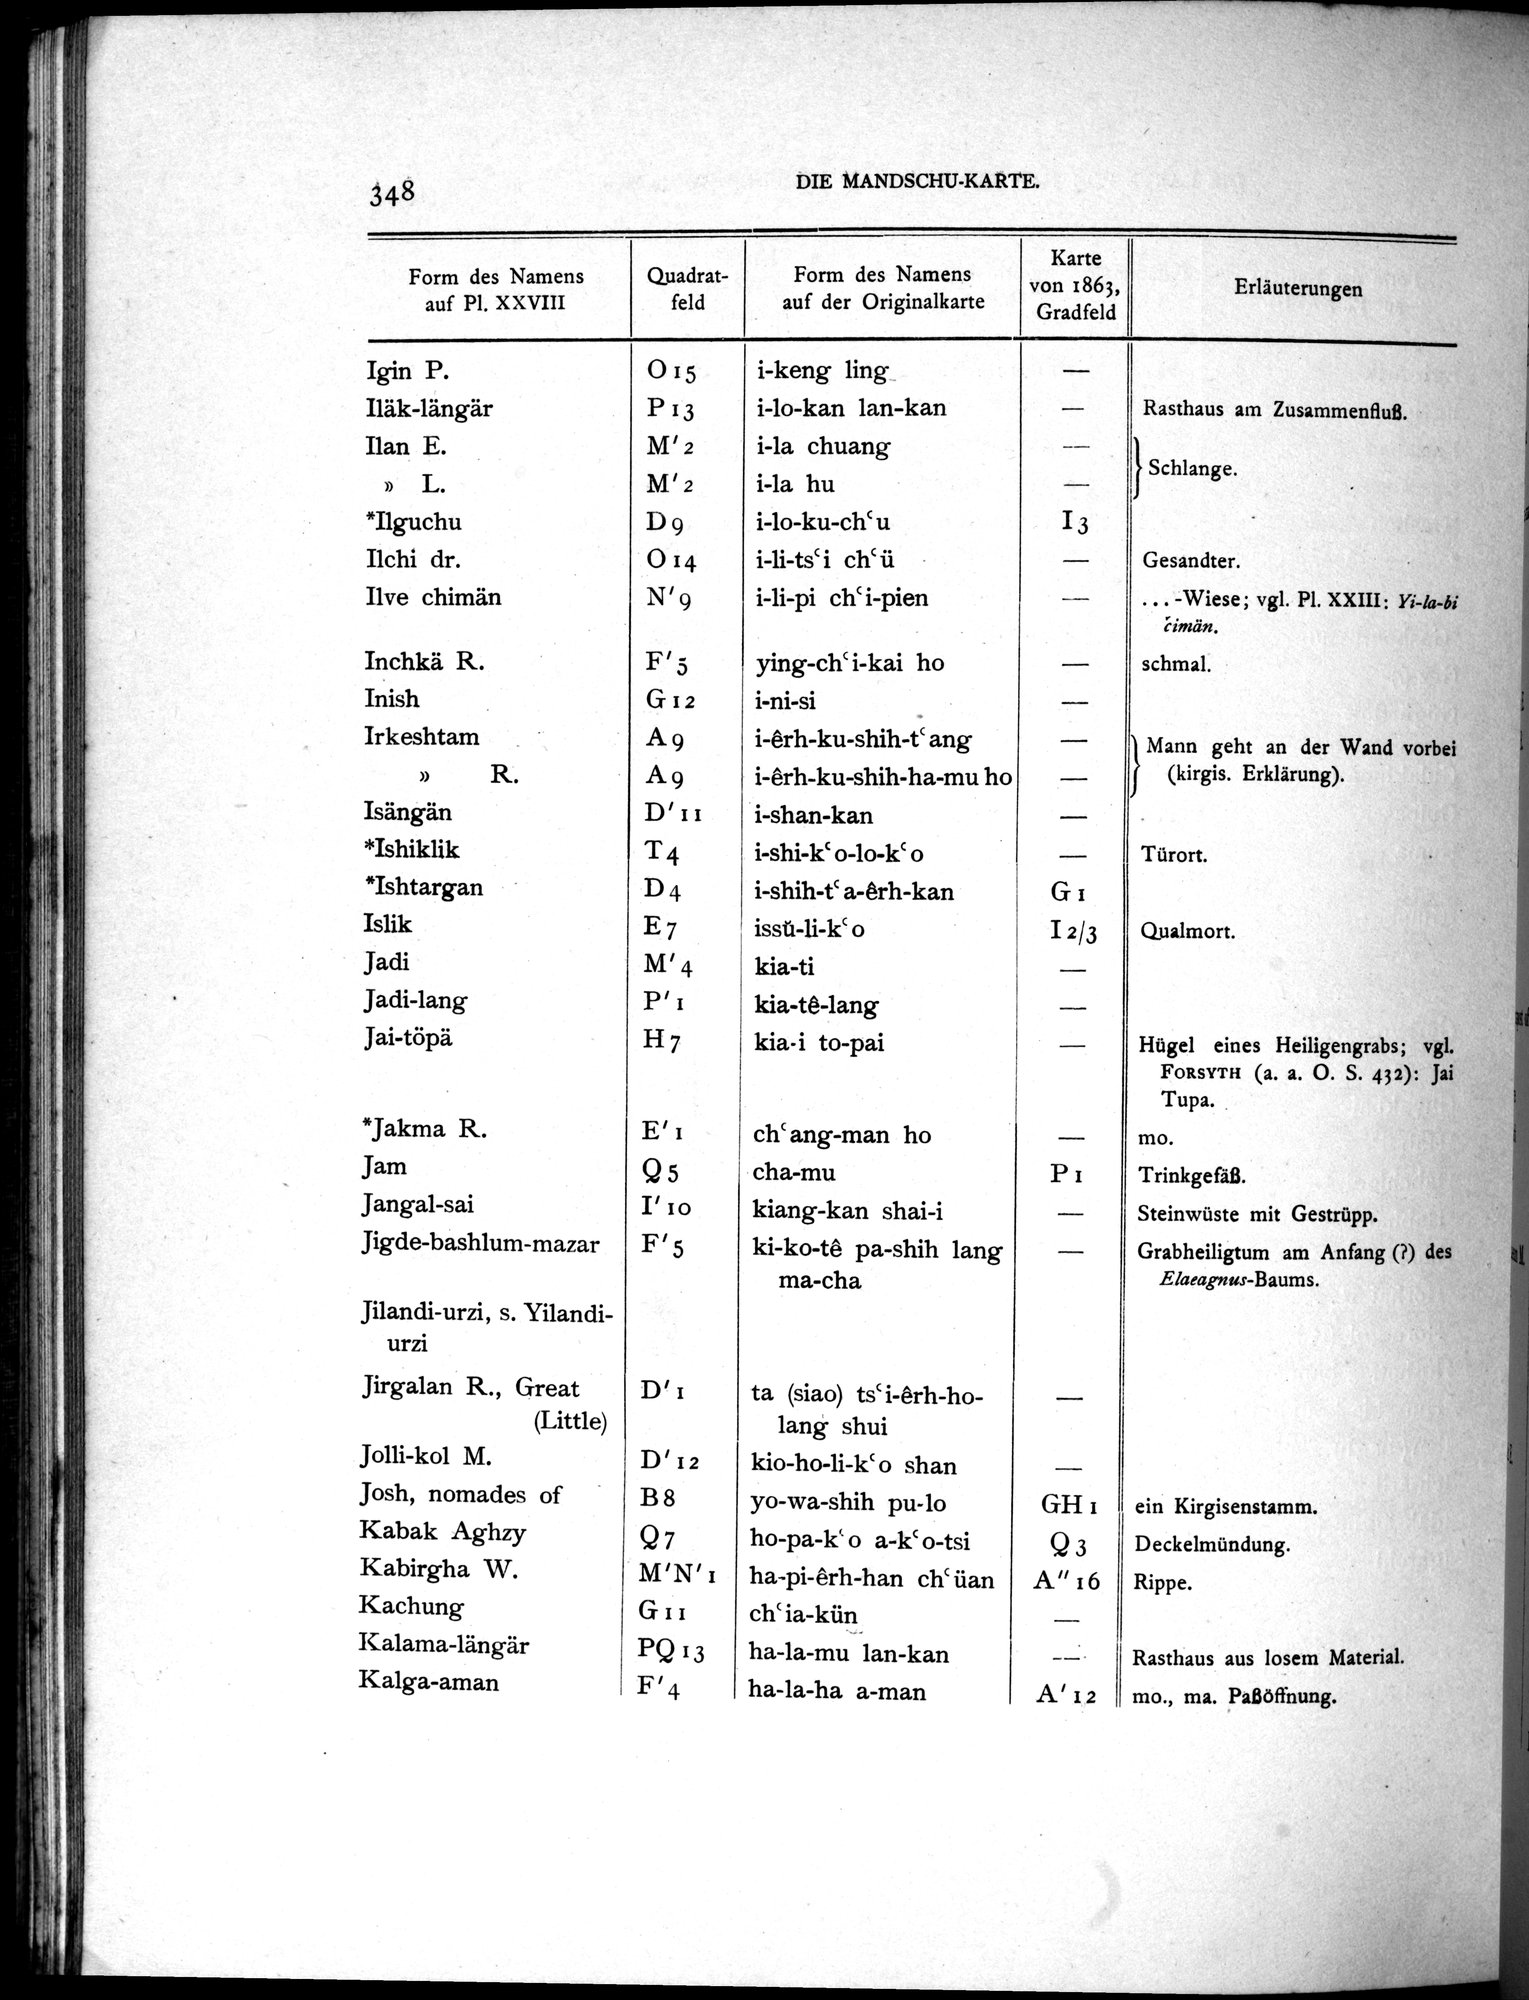 348 DIE MANDSCHU-KARTE.
Form des Namens auf Pl. XXVIII | Quadrat-feld | Form des Namens auf der Originalkarte | Karte von 1863, Gradfeld | Erläuterungen
Igin P. O 15 i-keng ling —
Iläk-längär P 13 i-lo-kan lan-kan — Rasthaus am Zusammenfluß.
Ilan E. M′ 2 i-la chuang —
» L. M′ 2 i-la hu — } Schlange.
*Ilguchu D 9 i-lo-ku-chʿu I 3
Ilchi dr. O 14 i-li-tsʿi chʿü — Gesandter.
Ilve chimän N′ 9 i-li-pi chʿi-pien — ...-Wiese; vgl. Pl. XXIII: Yi-la-bi
čimän.
Inchkä R. F′ 5 ying-chʿi-kai ho — schmal.
Inish G 12 i-ni-si —
Irkeshtam A 9 i-êrh-ku-shih-tʿang — } Mann geht an der Wand vorbei
» R. A 9 i-êrh-ku-shih-ha-mu ho — (kirgis. Erklärung).
Isängän D′ 11 i-shan-kan —
*Ishiklik T 4 i-shi-kʿo-lo-kʿo — Türort.
*Ishtargan D 4 i-shih-tʿa-êrh-kan G 1
Islik E 7 issŭ-li-kʿo I 2/3 Qualmort.
Jadi M′ 4 kia-ti —
Jadi-lang P′ 1 kia-tê-lang —
Jai-töpä H 7 kia-i to-pai — Hügel eines Heiligengrabs; vgl.
FORSYTH (a. a. O. S. 432): Jai
Tupa.
*Jakma R. E′ 1 chʿang-man ho — mo.
Jam Q 5 cha-mu P 1 Trinkgefäß.
Jangal-sai I′ 10 kiang-kan shai-i — Steinwüste mit Gestrüpp.
Jigde-bashlum-mazar F′ 5 ki-ko-tê pa-shih lang — Grabheiligtum am Anfang (?) des
ma-cha Elaeagnus-Baums.
Jilandi-urzi, s. Yilandi-
urzi
Jirgalan R., Great D′ 1 ta (siao) tsʿi-êrh-ho- —
(Little) lang shui
Jolli-kol M. D′ 12 kio-ho-li-kʿo shan —
Josh, nomades of B 8 yo-wa-shih pu-lo GH 1 ein Kirgisenstamm.
Kabak Aghzy Q 7 ho-pa-kʿo a-kʿo-tsi Q 3 Deckelmündung.
Kabirgha W. M′N′ 1 ha-pi-êrh-han chʿüan A″ 16 Rippe.
Kachung G 11 chʿia-kün —
Kalama-längär PQ 13 ha-la-mu lan-kan — Rasthaus aus losem Material.
Kalga-aman F′ 4 ha-la-ha a-man A′ 12 mo., ma. Paßöffnung.